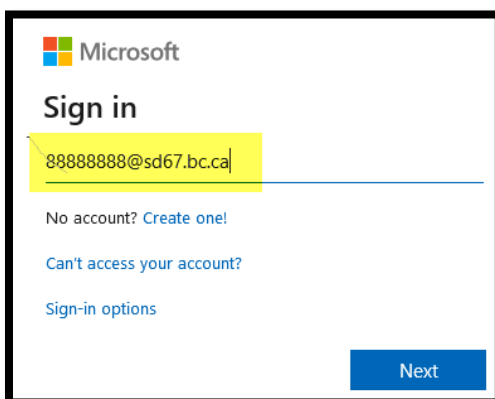 Microsoft
Sign in
88888888@sd67.bc.ca
No account? Create one!
Can't access your account?
Sign-in options
Next